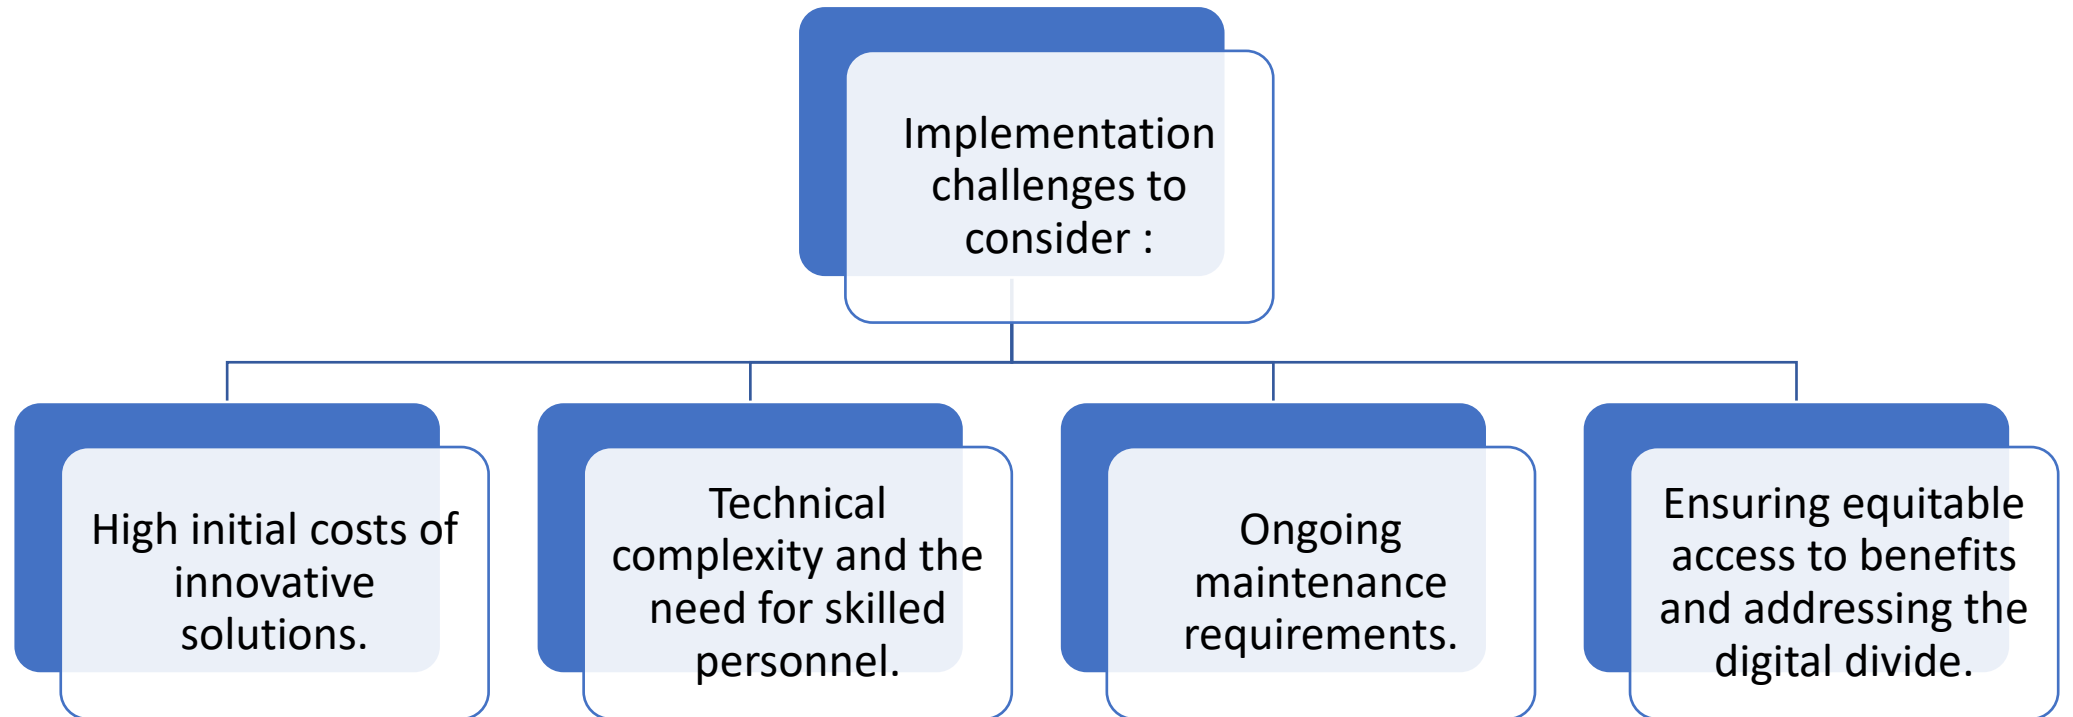 Implementation
challenges to
consider :
High initial costs of
innovative
solutions.
Technical
complexity and the
need for skilled
personnel.
Ongoing
maintenance
requirements.
Ensuring equitable
access to benefits
and addressing the
digital divide.